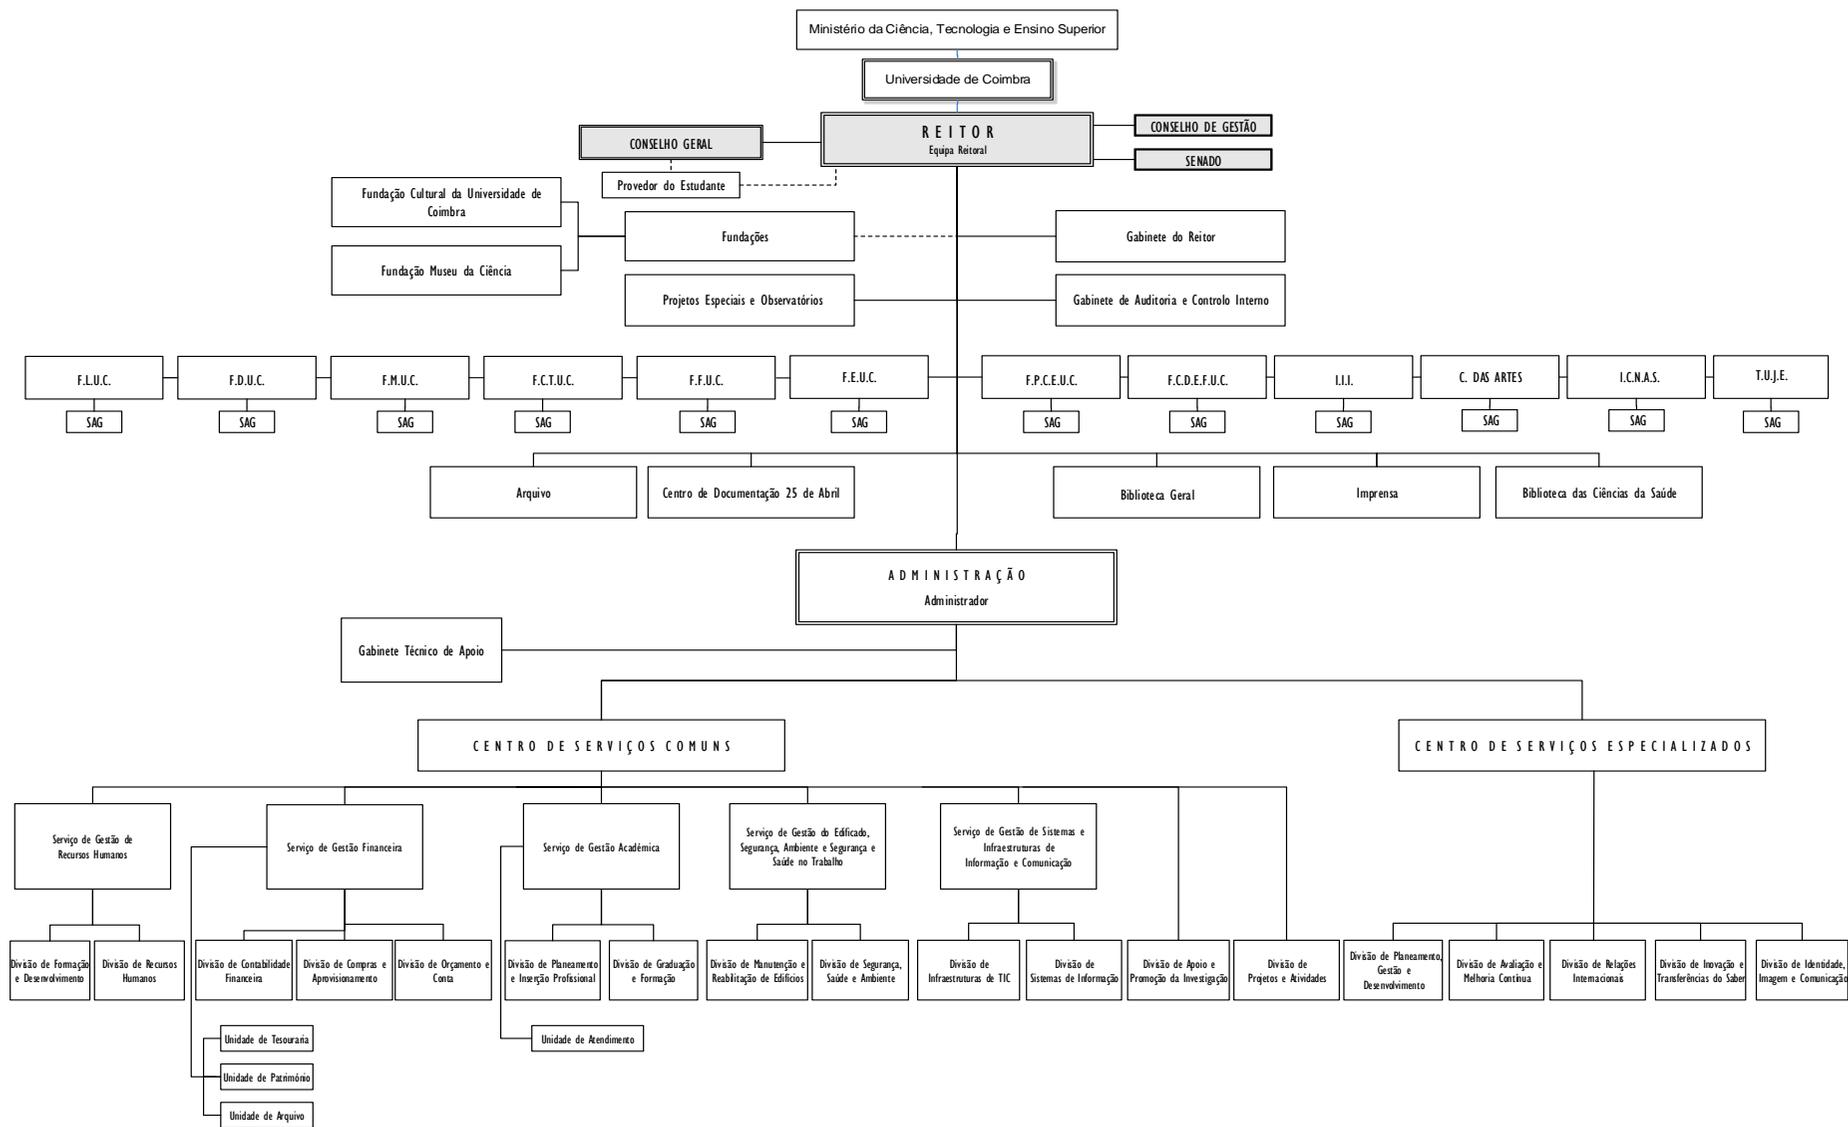 Ministério da Ciência, Tecnologia e Ensino Superior
Universidade de Coimbra
REITOR
Equipa Reitoral
CONSELHO GERAL
CONSELHO DE GESTÃO
SENADO
Provedor do Estudante
Fundação Cultural da Universidade de
Coimbra
Fundação Museu da Ciência
Fundações
Gabinete do Reitor
Projetos Especiais e Observatórios
Gabinete de Auditoria e Controlo Interno
F.L.U.C.
F.D.U.C.
F.M.U.C.
F.C.T.U.C.
F.F.U.C.
F.E.U.C.
F.P.C.E.U.C.
F.C.D.E.F.U.C.
I.I.I.
C. DAS ARTES
I.C.N.A.S.
T.U.J.E.
SAG
SAG
SAG
SAG
SAG
SAG
SAG
SAG
SAG
SAG
SAG
SAG
Arquivo
Centro de Documentação 25 de Abril
Biblioteca Geral
Imprensa
Biblioteca das Ciências da Saúde
ADMINISTRAÇÃO
Administrador
Gabinete Técnico de Apoio
CENTRO DE SERVIÇOS COMUNS
CENTRO DE SERVIÇOS ESPECIALIZADOS
Serviço de Gestão de
Recursos Humanos
Serviço de Gestão Financeira
Serviço de Gestão Académica
Serviço de Gestão do Edificado,
Segurança, Ambiente e Segurança e
Saúde no Trabalho
Serviço de Gestão de Sistemas e
Infraestruturas de
Informação e Comunicação
Divisão de Formação
e Desenvolvimento
Divisão de Recursos
Humanos
Divisão de Contabilidade
Financeira
Divisão de Compras e
Aprovisionamento
Divisão de Orçamento e
Conta
Divisão de Planeamento
e Inserção Profissional
Divisão de Graduação
e Formação
Divisão de Manutenção e
Reabilitação de Edifícios
Divisão de Segurança,
Saúde e Ambiente
Divisão de
Infraestruturas de TIC
Divisão de
Sistemas de Informação
Divisão de Apoio e
Promoção da Investigação
Divisão de
Projetos e Atividades
Divisão de Planeamento,
Gestão e
Desenvolvimento
Divisão de Avaliação e
Melhoria Contínua
Divisão de Relações
Internacionais
Divisão de Inovação e
Transferências do Saber
Divisão de Identidade,
Imagem e Comunicação
Unidade de Tesouraria
Unidade de Património
Unidade de Arquivo
Unidade de Atendimento